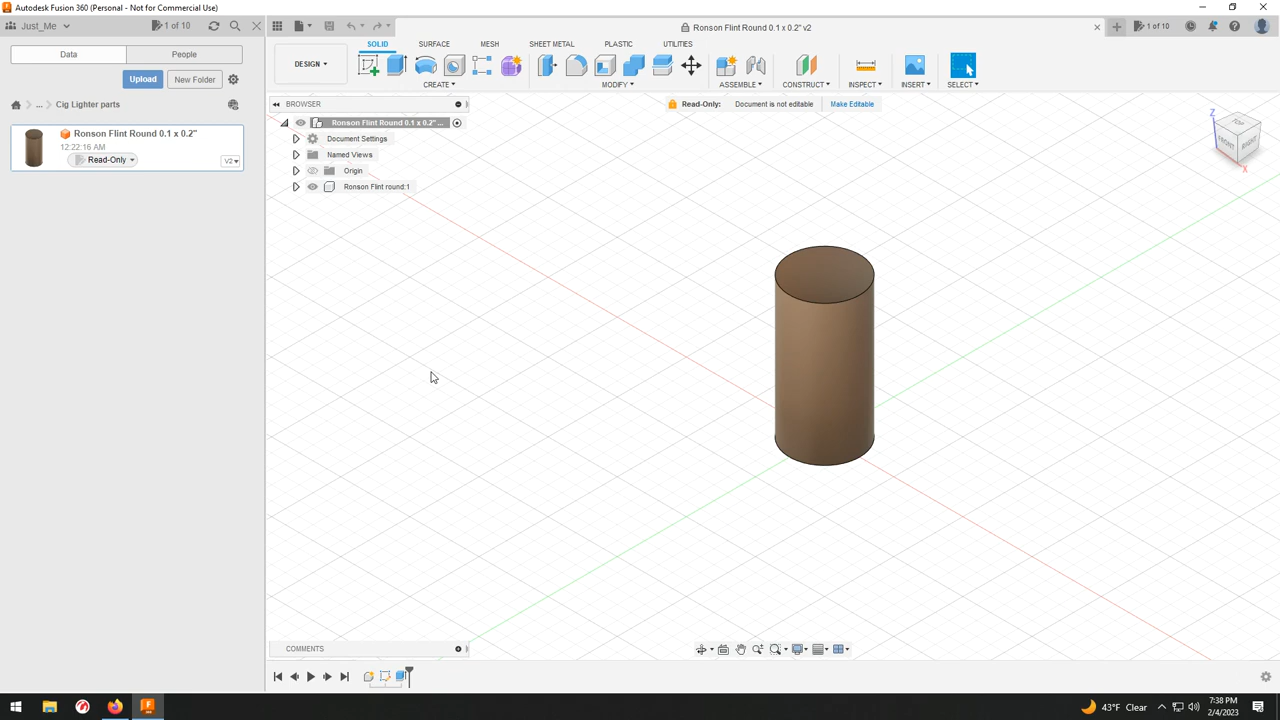 Autodesk Fusion 360 (Personal - Not for Commercial Use)
Just_Me
1 of 10
Ronson Flint Round 0.1 x 0.2" v2
1 of 10
Data
People
Upload
New Folder
... > Cig Lighter parts
Ronson Flint Round 0.1 x 0.2"
12:22:16 AM
Read-Only
V2
DESIGN
SOLID
SURFACE
MESH
SHEET METAL
PLASTIC
UTILITIES
CREATE
MODIFY
ASSEMBLE
CONSTRUCT
INSPECT
INSERT
SELECT
BROWSER
Read-Only:
Document is not editable
Make Editable
Ronson Flint Round 0.1 x 0.2" ...
Document Settings
Named Views
Origin
Ronson Flint round:1
Z
TOP
FRONT
RIGHT
X
COMMENTS
43°F Clear
7:38 PM
2/4/2023